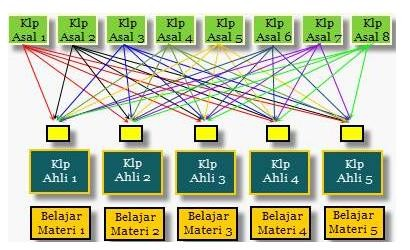 Klp Klp Klp Klp Klp Klp Klp Klp
Asal 1 Asal 2 Asal 3 Asal 4 Asal 5 Asal 6 Asal 7 Asal 8
Klp Klp Klp Klp Klp
Ahli 1 Ahli 2 Ahli 3 Ahli 4 Ahli 5
Belajar Belajar Belajar Belajar Belajar
Materi 1 Materi 2 Materi 3 Materi 4 Materi 5